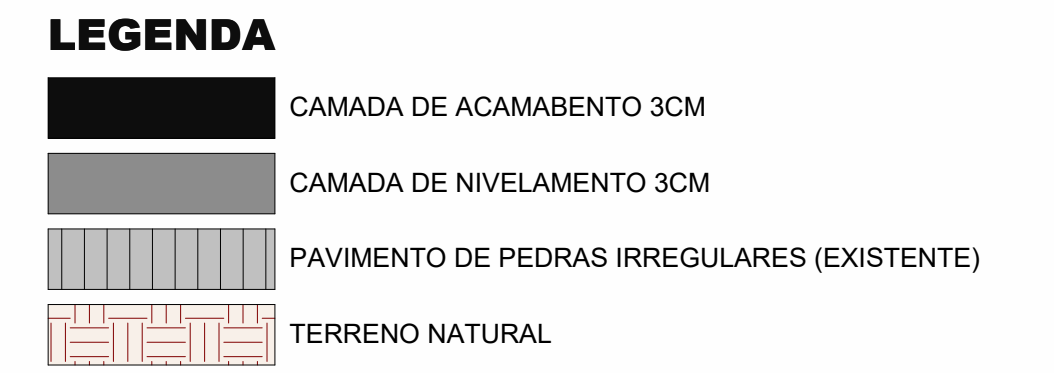 LEGENDA
CAMADA DE ACAMABENTO 3CM
CAMADA DE NIVELAMENTO 3CM
PAVIMENTO DE PEDRAS IRREGULARES (EXISTENTE)
TERRENO NATURAL